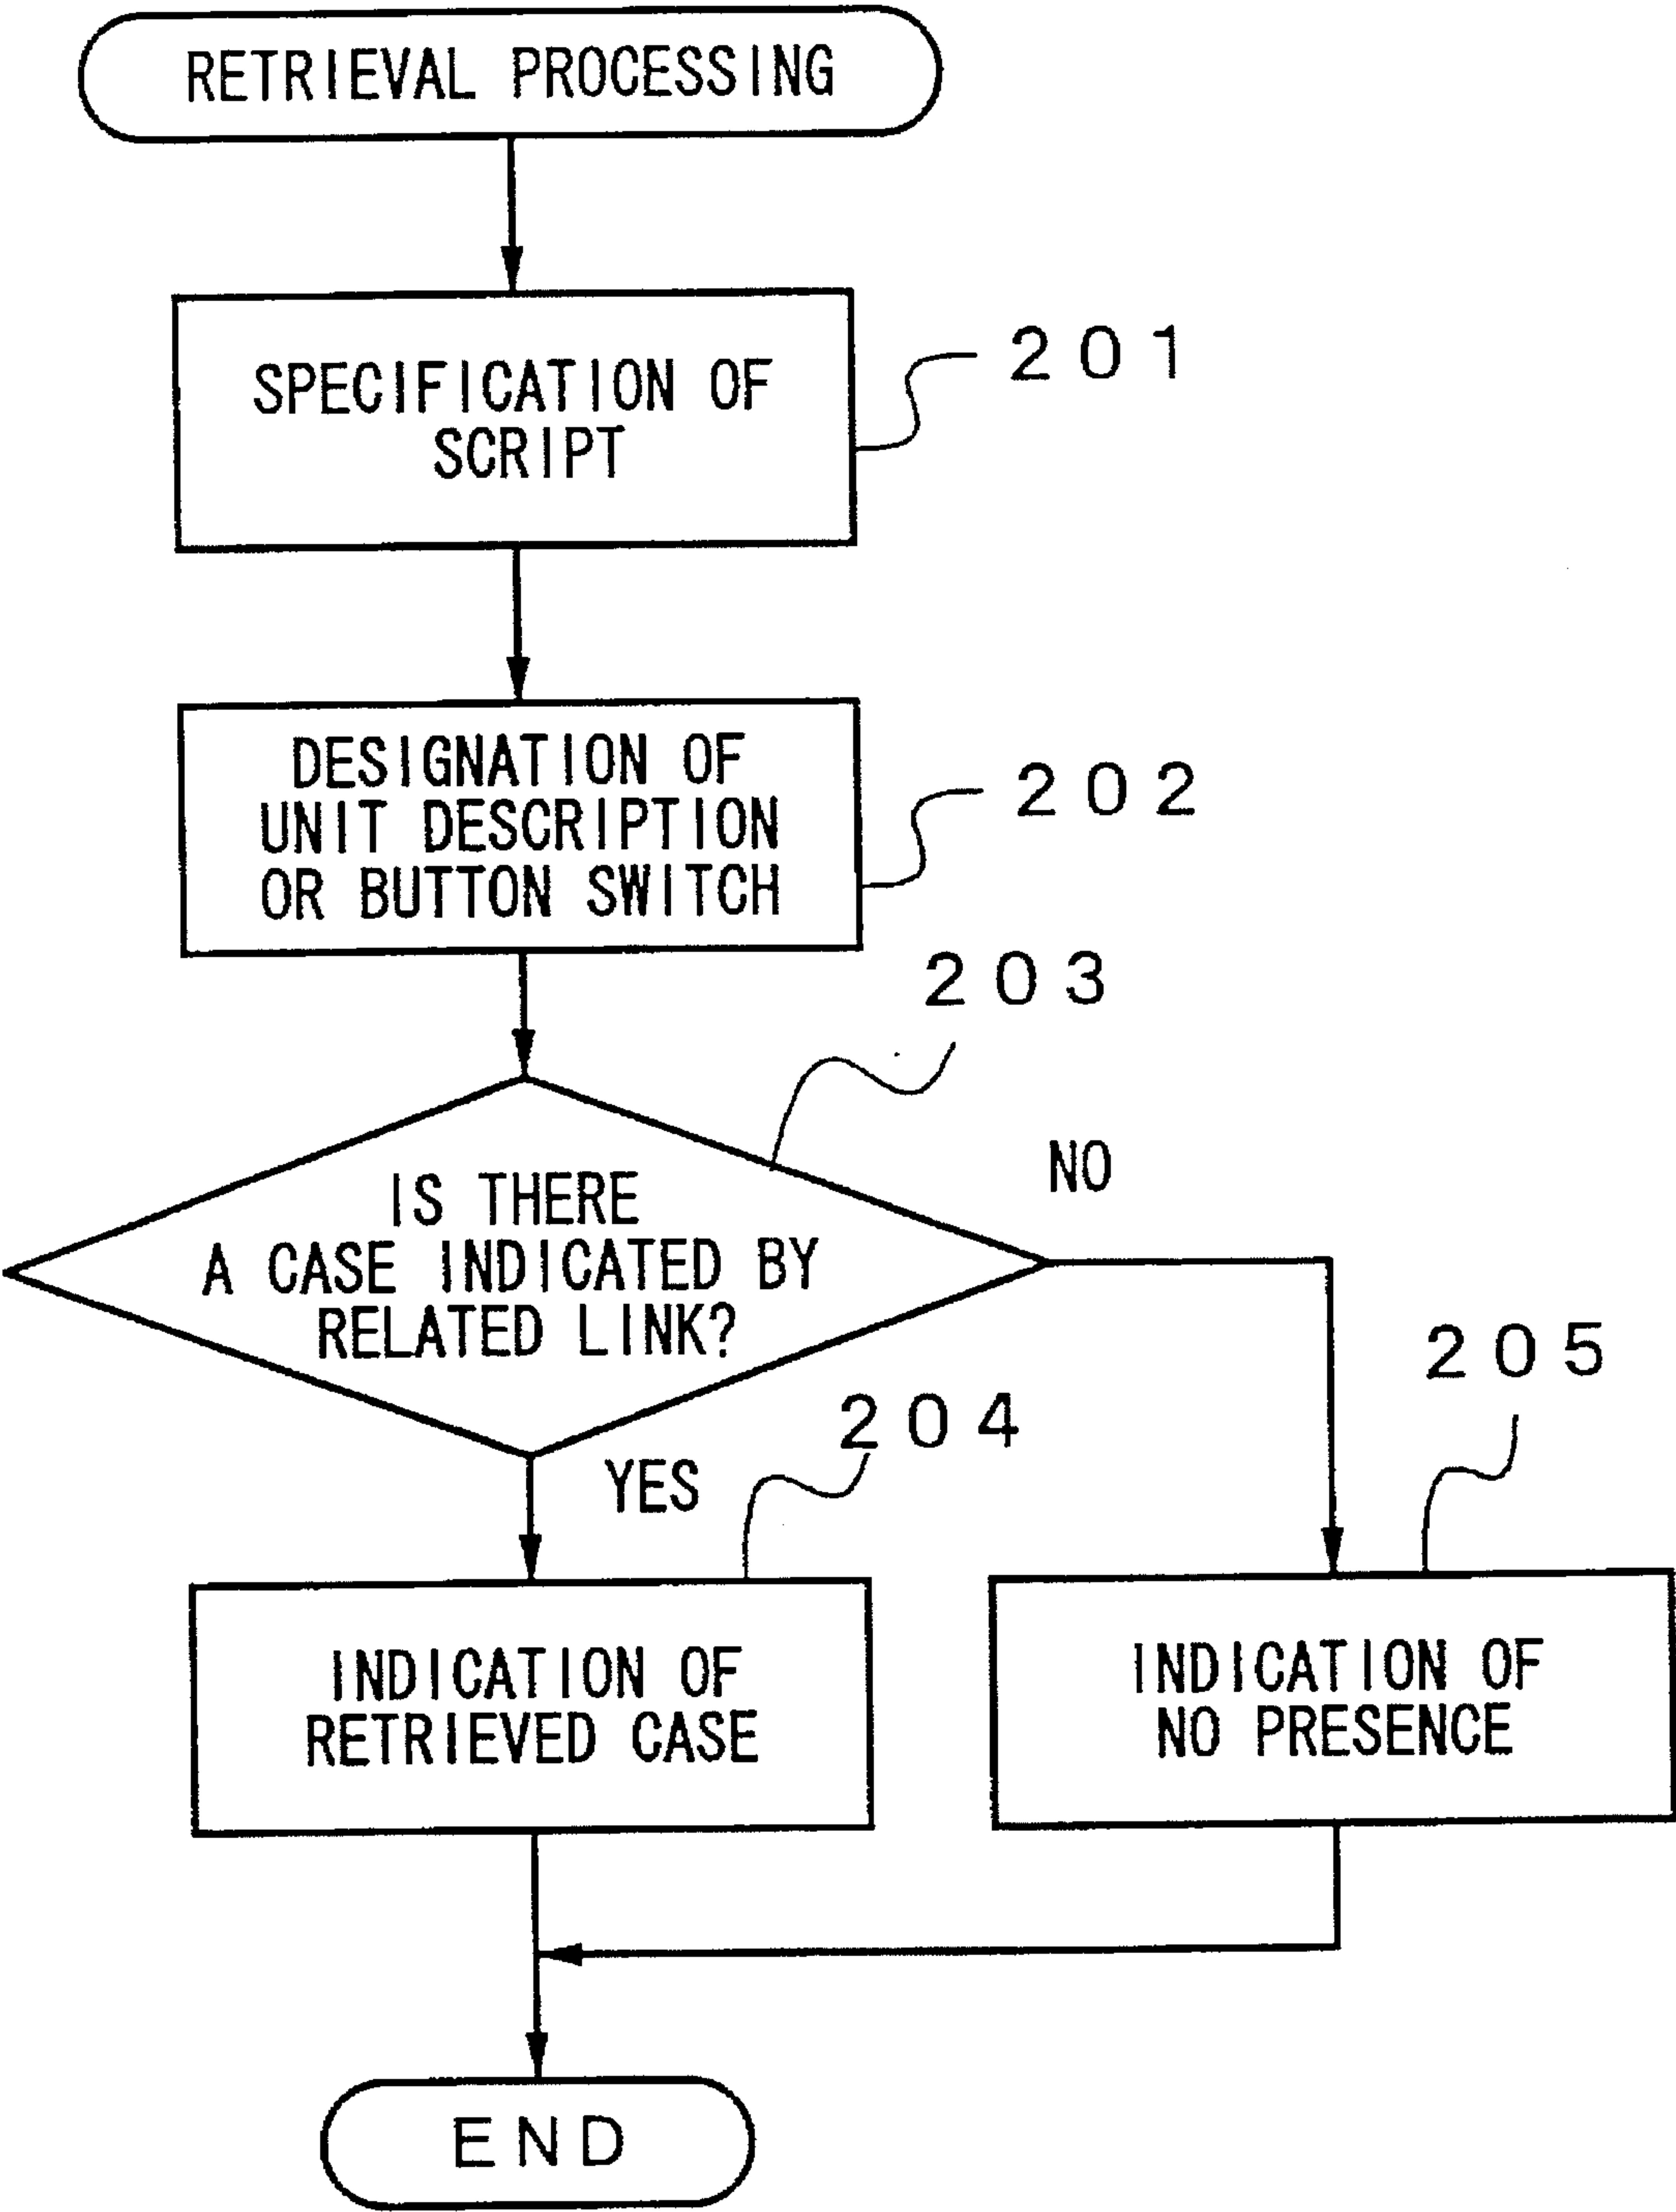 RETRIEVAL PROCESSING
SPECIFICATION OF
SCRIPT
201
DESIGNATION OF
UNIT DESCRIPTION
OR BUTTON SWITCH
202
203
IS THERE
A CASE INDICATED BY
RELATED LINK?
NO
YES
204
205
INDICATION OF
RETRIEVED CASE
INDICATION OF
NO PRESENCE
END